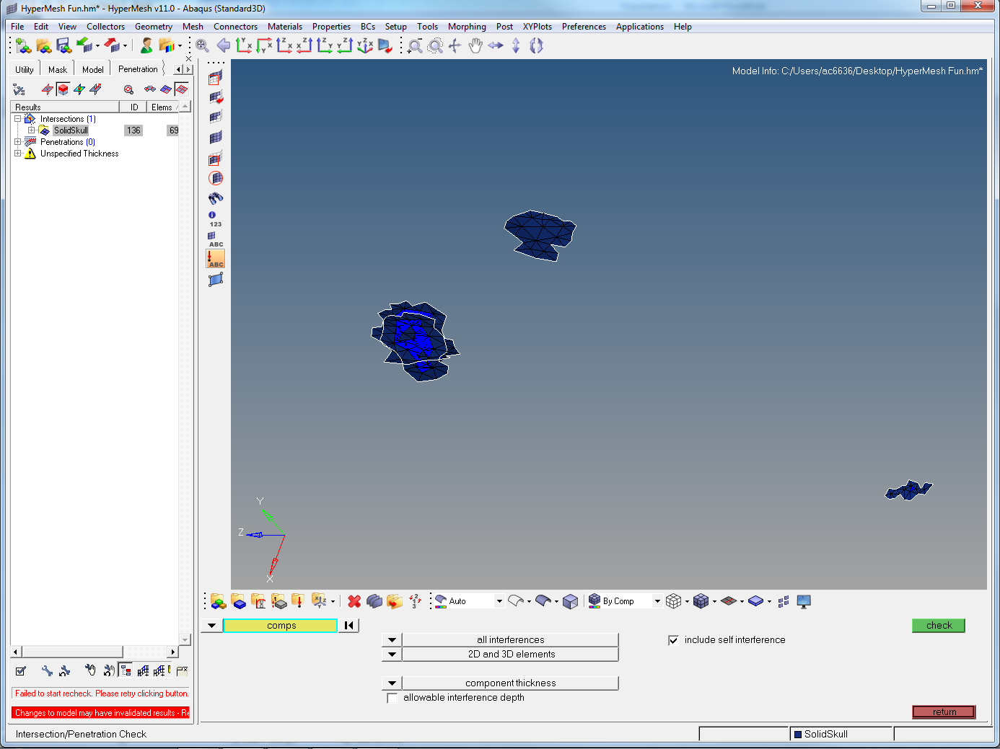 HyperMesh Fun.hm* - HyperMesh v11.0 - Abaqus (Standard3D)
File Edit View Collectors Geometry Mesh Connectors Materials Properties BCs Setup Tools Morphing Post XYPlots Preferences Applications Help
Utility Mask Model Penetration
Model Info: C:/Users/ac6636/Desktop/HyperMesh Fun.hm*
Results ID Elems
Intersections (1)
SolidSkull 136 69
Penetrations (0)
Unspecified Thickness
123
ABC
ABC
Y
Z
X
Auto
By Comp
comps
check
all interferences
include self interference
2D and 3D elements
component thickness
allowable interference depth
Failed to start recheck. Please retry clicking button.
Changes to model may have invalidated results - Re
return
Intersection/Penetration Check
SolidSkull